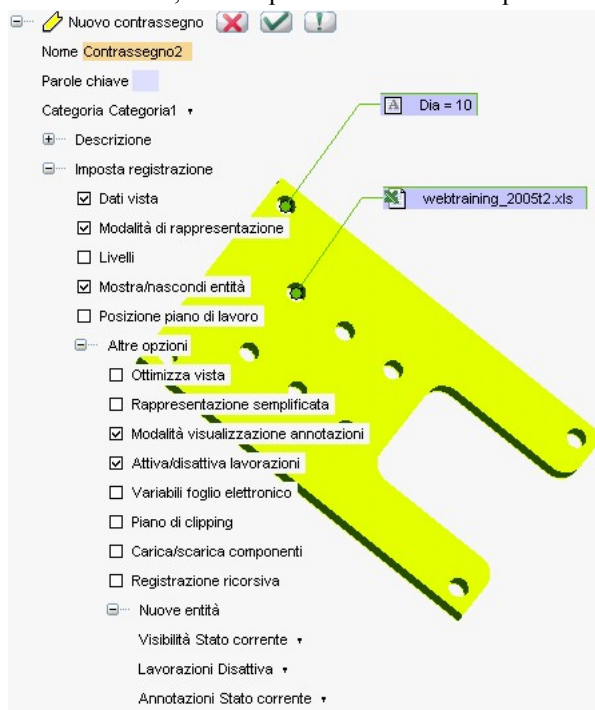 Nuovo contrassegno
Nome Contrassegno2
Parole chiave
Categoria Categoria1
A Dia = 10
Descrizione
Imposta registrazione
Dati vista
webtraining_2005t2.xls
Modalità di rappresentazione
Livelli
Mostra/nascondi entità
Posizione piano di lavoro
Altre opzioni
Ottimizza vista
Rappresentazione semplificata
Modalità visualizzazione annotazioni
Attiva/disattiva lavorazioni
Variabili foglio elettronico
Piano di clipping
Carica/scarica componenti
Registrazione ricorsiva
Nuove entità
Visibilità Stato corrente
Lavorazioni Disattiva
Annotazioni Stato corrente